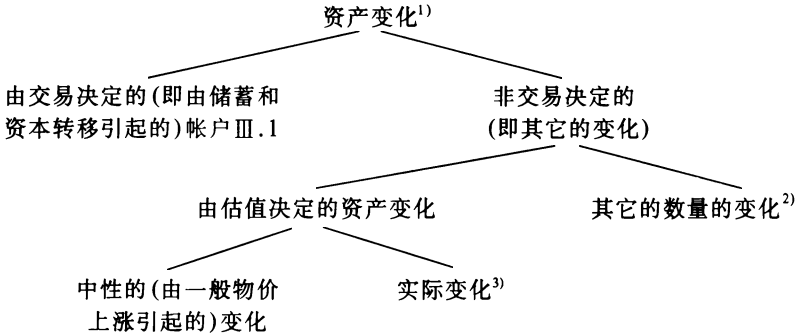 资产变化1)
由交易决定的(即由储蓄和
资本转移引起的)帐户Ⅲ.1
非交易决定的
(即其它的变化)
由估值决定的资产变化
其它的数量的变化2)
中性的(由一般物价
上涨引起的)变化
实际变化3)